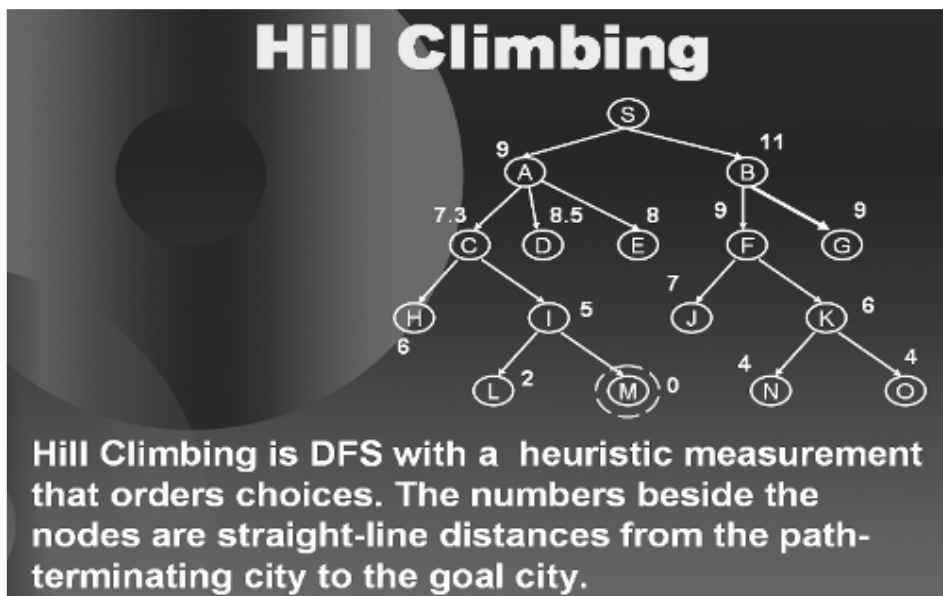 Hill Climbing
S
9 11
A B
7.3 8.5 8 9 9
C D E F G
7 6
H I 5 J K
6
2 0 4 4
L M N O
Hill Climbing is DFS with a heuristic measurement
that orders choices. The numbers beside the
nodes are straight-line distances from the path-
terminating city to the goal city.